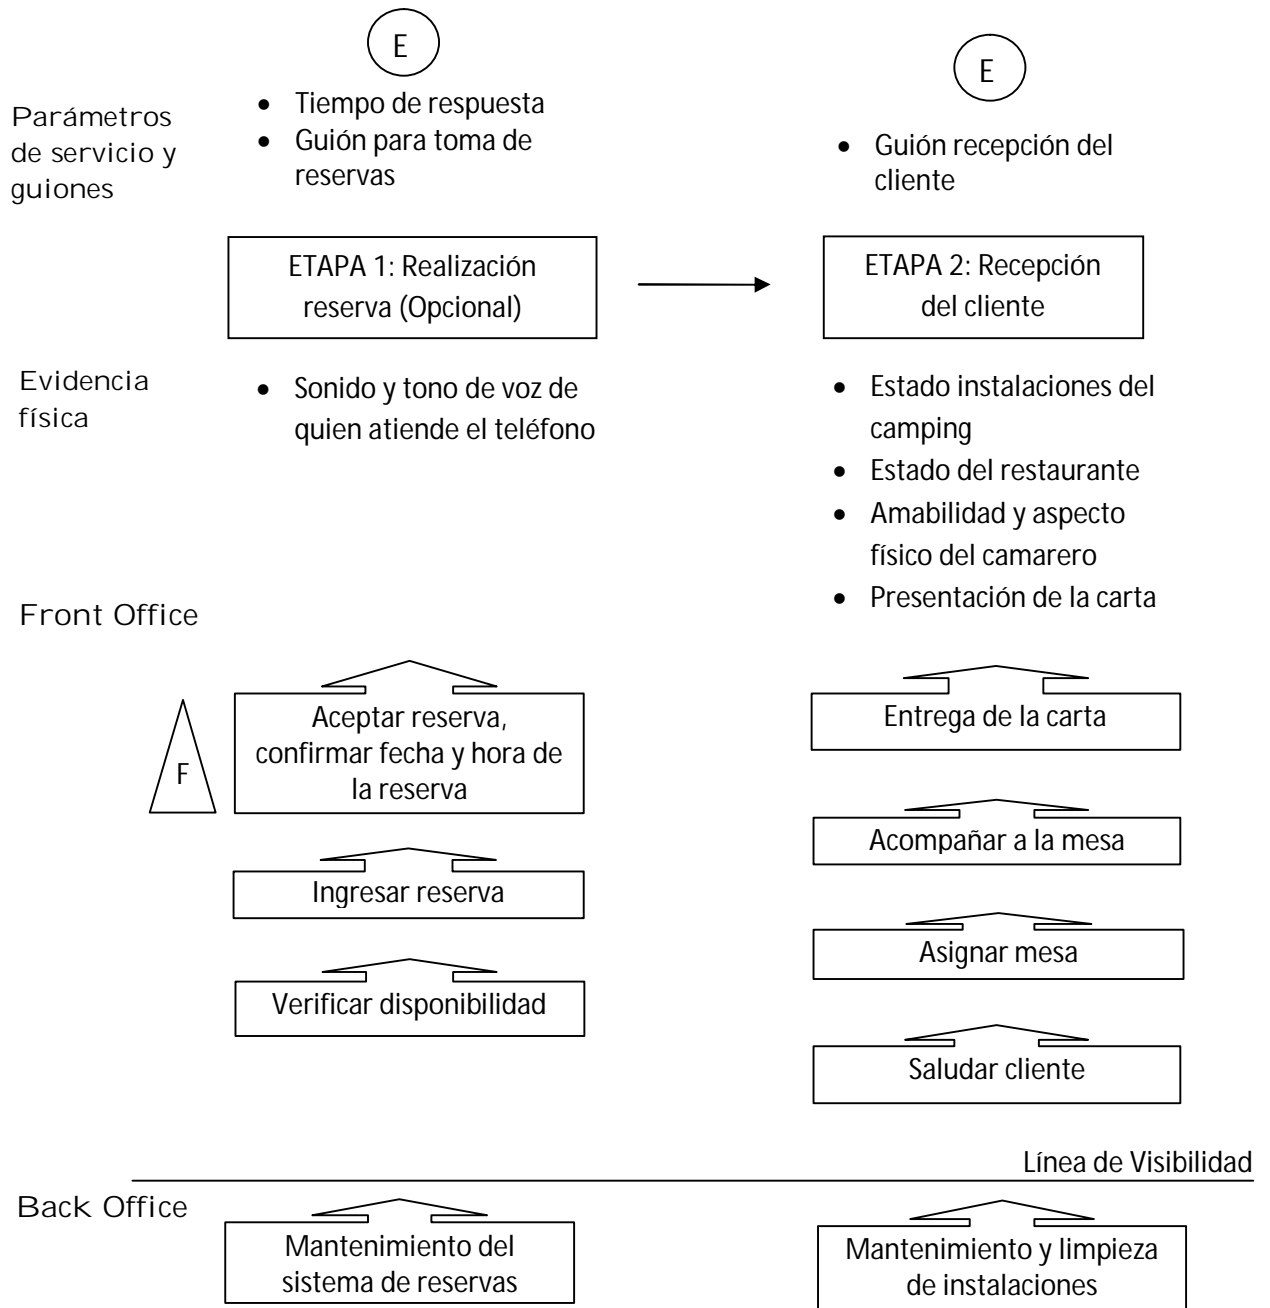 E
E
Parámetros
de servicio y
guiones
• Tiempo de respuesta
• Guión para toma de
reservas
• Guión recepción del
cliente
ETAPA 1: Realización
reserva (Opcional)
ETAPA 2: Recepción
del cliente
Evidencia
física
• Sonido y tono de voz de
quien atiende el teléfono
• Estado instalaciones del
camping
• Estado del restaurante
• Amabilidad y aspecto
físico del camarero
• Presentación de la carta
Front Office
F
Aceptar reserva,
confirmar fecha y hora de
la reserva
Ingresar reserva
Verificar disponibilidad
Entrega de la carta
Acompañar a la mesa
Asignar mesa
Saludar cliente
Línea de Visibilidad
Back Office
Mantenimiento del
sistema de reservas
Mantenimiento y limpieza
de instalaciones